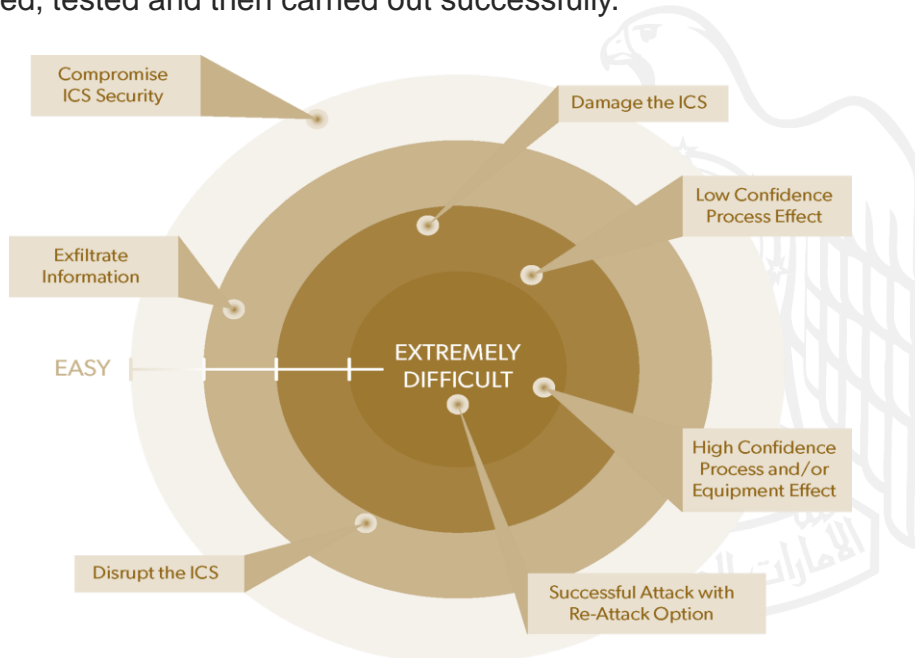 ed, tested and then carried out successfully.
Compromise
ICS Security
Damage the ICS
Low Confidence
Process Effect
Exfiltrate
Information
EASY
EXTREMELY
DIFFICULT
High Confidence
Process and/or
Equipment Effect
Disrupt the ICS
Successful Attack with
Re-Attack Option